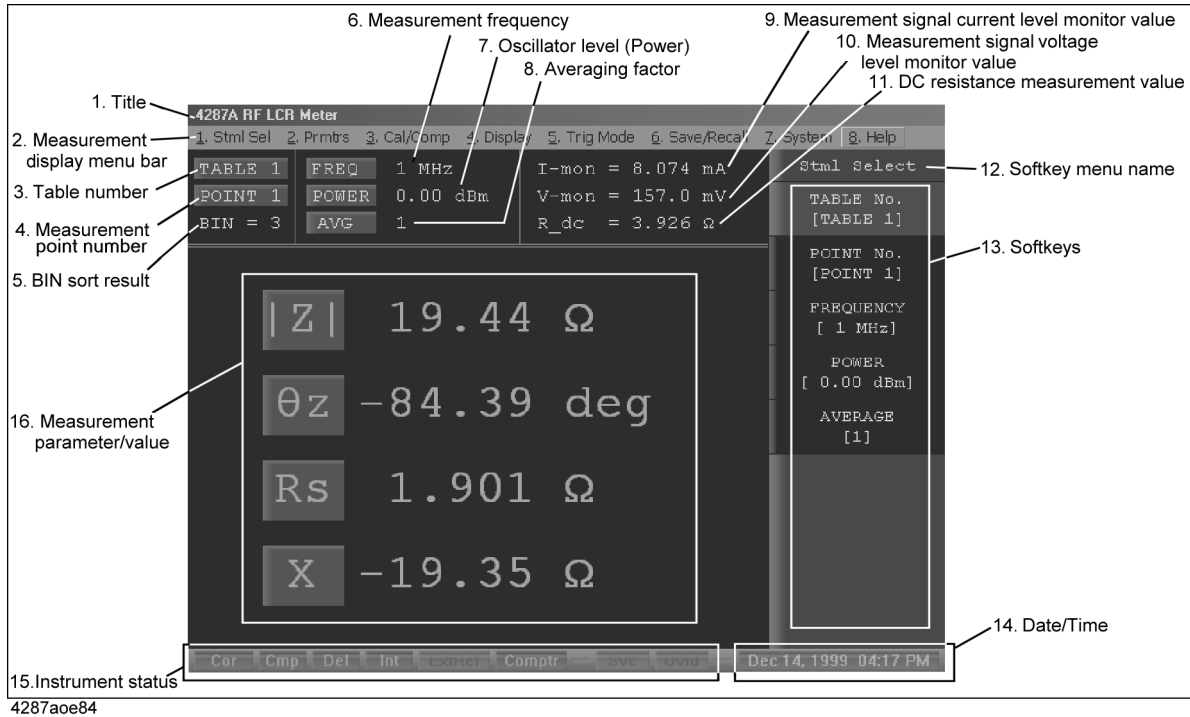 6. Measurement frequency
7. Oscillator level (Power)
8. Averaging factor
9. Measurement signal current level monitor value
10. Measurement signal voltage
level monitor value
11. DC resistance measurement value
1. Title
2. Measurement
display menu bar
3. Table number
4. Measurement
point number
5. BIN sort result
4287A RF LCR Meter
1. Stml Sel 2. Prmtrs 3. Cal/Comp 4. Display 5. Trig Mode 6. Save/Recall 7. System 8. Help
TABLE 1 FREQ 1 MHz I-mon = 8.074 mA
POINT 1 POWER 0.00 dBm V-mon = 157.0 mV
BIN = 3 AVG 1 R_dc = 3.926 Ω
Stml Select
TABLE No.
[TABLE 1]
POINT No.
[POINT 1]
FREQUENCY
[ 1 MHz]
POWER
[ 0.00 dBm]
AVERAGE
[1]
12. Softkey menu name
13. Softkeys
|Z| 19.44 Ω
θz -84.39 deg
Rs 1.901 Ω
X -19.35 Ω
16. Measurement
parameter/value
14. Date/Time
Cor Cmp Del Int ExtRef Comptr Svc Ovld Dec 14, 1999 04:17 PM
15.Instrument status
4287aoe84